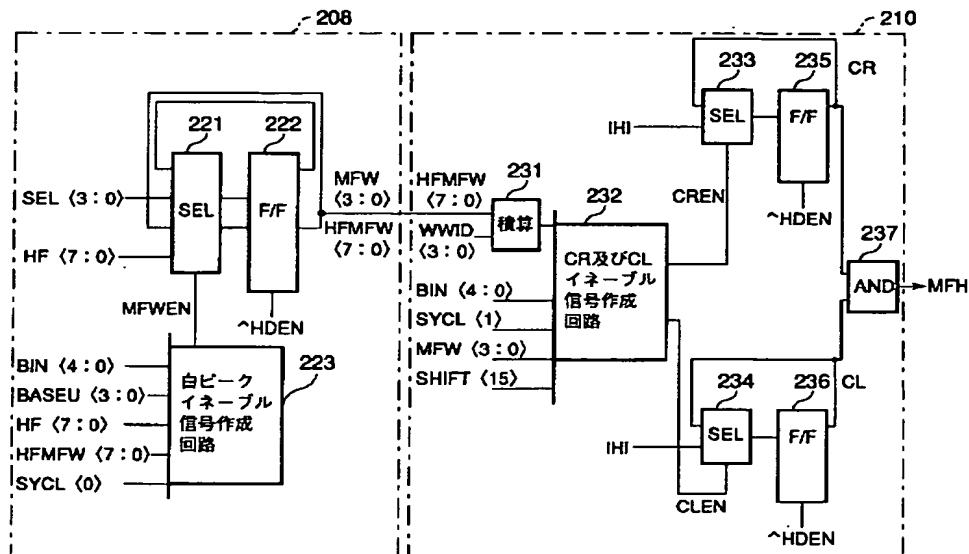 208
210
221
222
SEL 〈3：0〉
SEL
F/F
HF 〈7：0〉
MFWEN
^HDEN
MFW
〈3：0〉
HFMFW
〈7：0〉
BIN 〈4：0〉
BASEU 〈3：0〉
HF 〈7：0〉
HFMFW 〈7：0〉
SYCL 〈0〉
白ピーク
イネーブル
信号作成
回路
223
HFMFW
〈7：0〉
WWID
〈3：0〉
231
積算
232
CR及びCL
イネーブル
信号作成
回路
BIN 〈4：0〉
SYCL 〈1〉
MFW 〈3：0〉
SHIFT 〈15〉
233
235
CR
IHI
SEL
F/F
CREN
^HDEN
237
AND
MFH
234
236
CL
IHI
SEL
F/F
CLEN
^HDEN